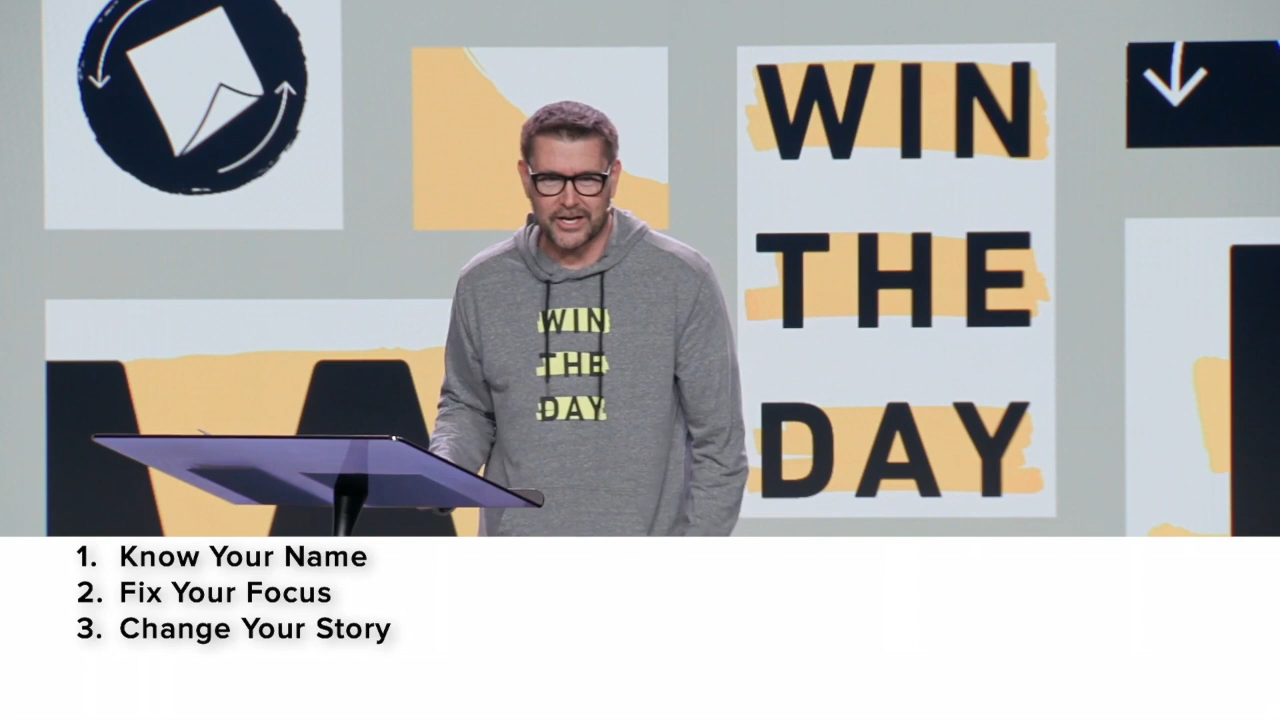 WIN
THE
DAY
WIN
THE
DAY
1. Know Your Name
2. Fix Your Focus
3. Change Your Story